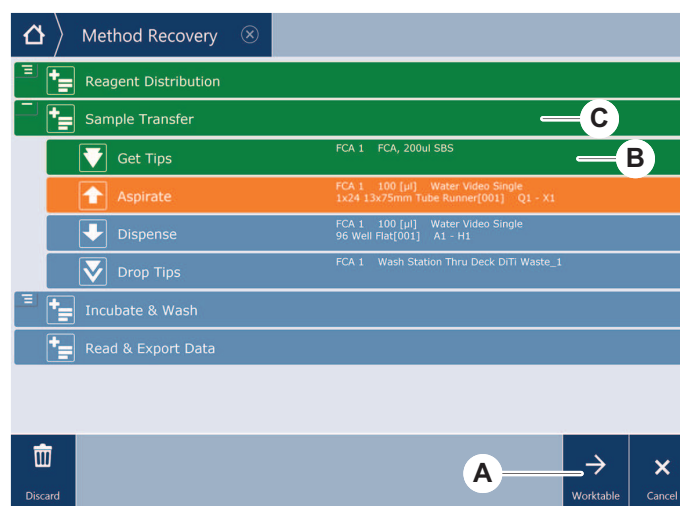 Method Recovery
Reagent Distribution
Sample Transfer
C
Get Tips
FCA 1 FCA, 200ul SBS
B
Aspirate
FCA 1 100 [µl] Water Video Single
1x24 13x75mm Tube Runner[001] Q1 - X1
Dispense
FCA 1 100 [µl] Water Video Single
96 Well Flat[001] A1 - H1
Drop Tips
FCA 1 Wash Station Thru Deck DiTi Waste_1
Incubate & Wash
Read & Export Data
A
Discard
Worktable
Cancel